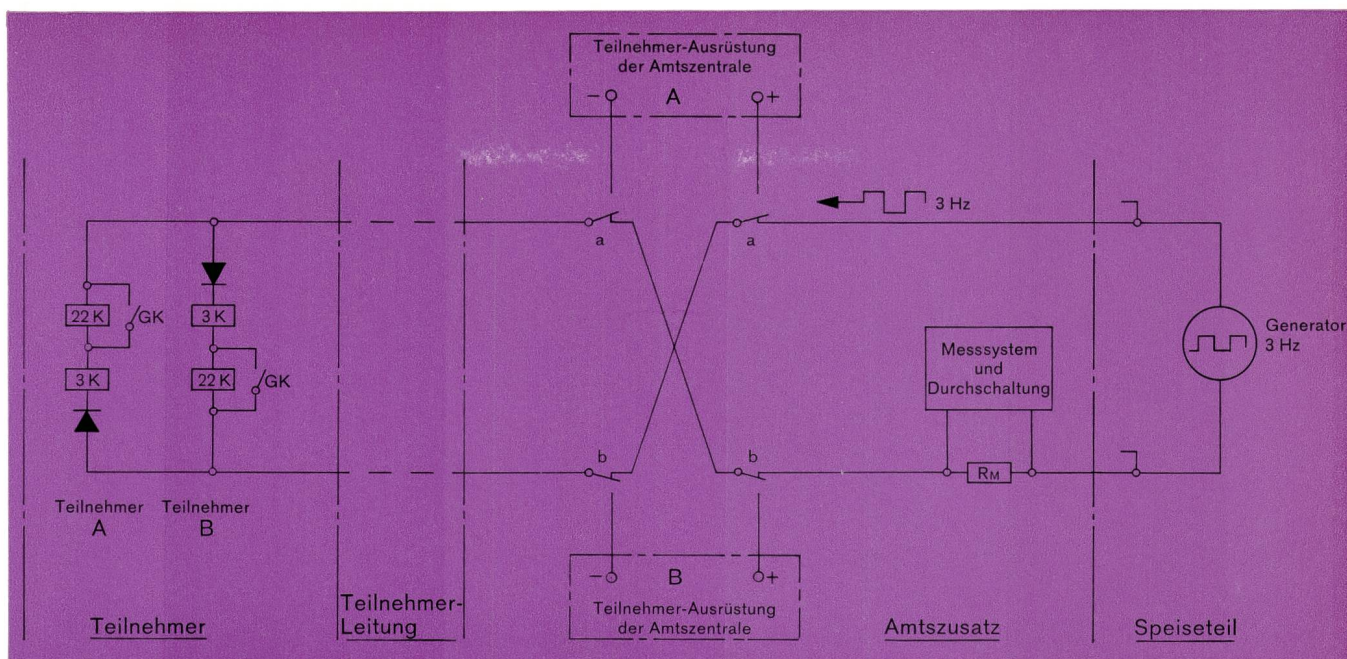 Teilnehmer-Ausrüstung
der Amtszentrale
− A +
3 Hz
a
a
22 K
GK
3 K
3 K
22 K
GK
Generator
3 Hz
Messsystem
und
Durchschaltung
b
b
RM
Teilnehmer
A
Teilnehmer
B
− B +
Teilnehmer-Ausrüstung
der Amtszentrale
Teilnehmer
Teilnehmer-
Leitung
Amtszusatz
Speiseteil